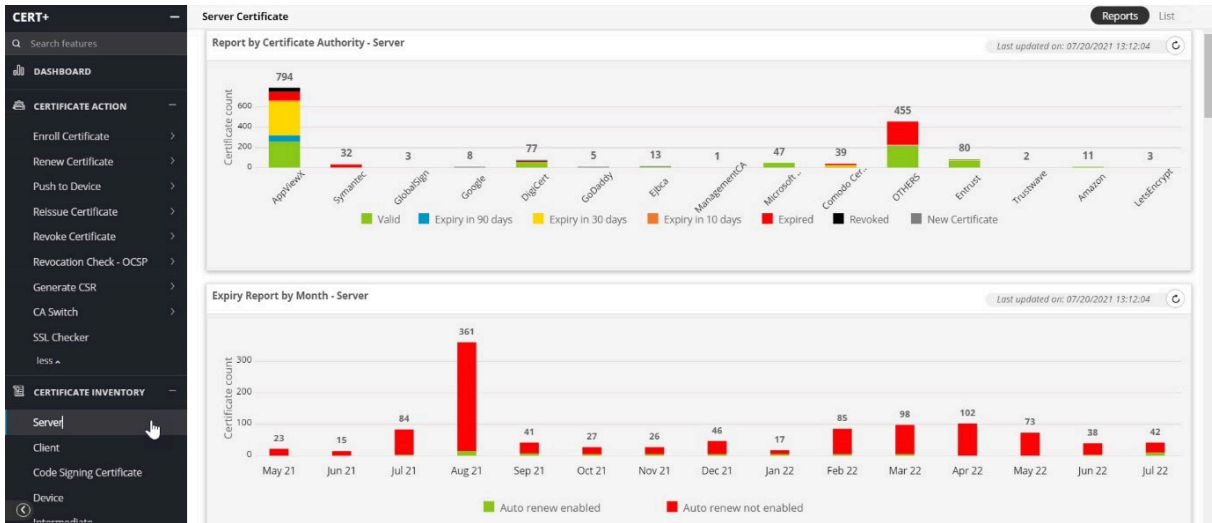 CERT+
Search features
DASHBOARD
CERTIFICATE ACTION
Enroll Certificate
Renew Certificate
Push to Device
Reissue Certificate
Revoke Certificate
Revocation Check - OCSP
Generate CSR
CA Switch
SSL Checker
less
CERTIFICATE INVENTORY
Server
Client
Code Signing Certificate
Device
Intermediate
Server Certificate
Reports List
Report by Certificate Authority - Server
Last updated on: 07/20/2021 13:12:04
Certificate count
600
400
200
0
794 32 3 8 77 5 13 1 47 39 455 80 2 11 3
AppViewX Symantec GlobalSign Google DigiCert GoDaddy Ejbca ManagementCA Microsoft .. Comodo Cer.. OTHERS Entrust Trustwave Amazon LetsEncrypt
Valid Expiry in 90 days Expiry in 30 days Expiry in 10 days Expired Revoked New Certificate
Expiry Report by Month - Server
Last updated on: 07/20/2021 13:12:04
Certificate count
300
200
100
0
23 15 84 361 41 27 26 46 17 85 98 102 73 38 42
May 21 Jun 21 Jul 21 Aug 21 Sep 21 Oct 21 Nov 21 Dec 21 Jan 22 Feb 22 Mar 22 Apr 22 May 22 Jun 22 Jul 22
Auto renew enabled Auto renew not enabled